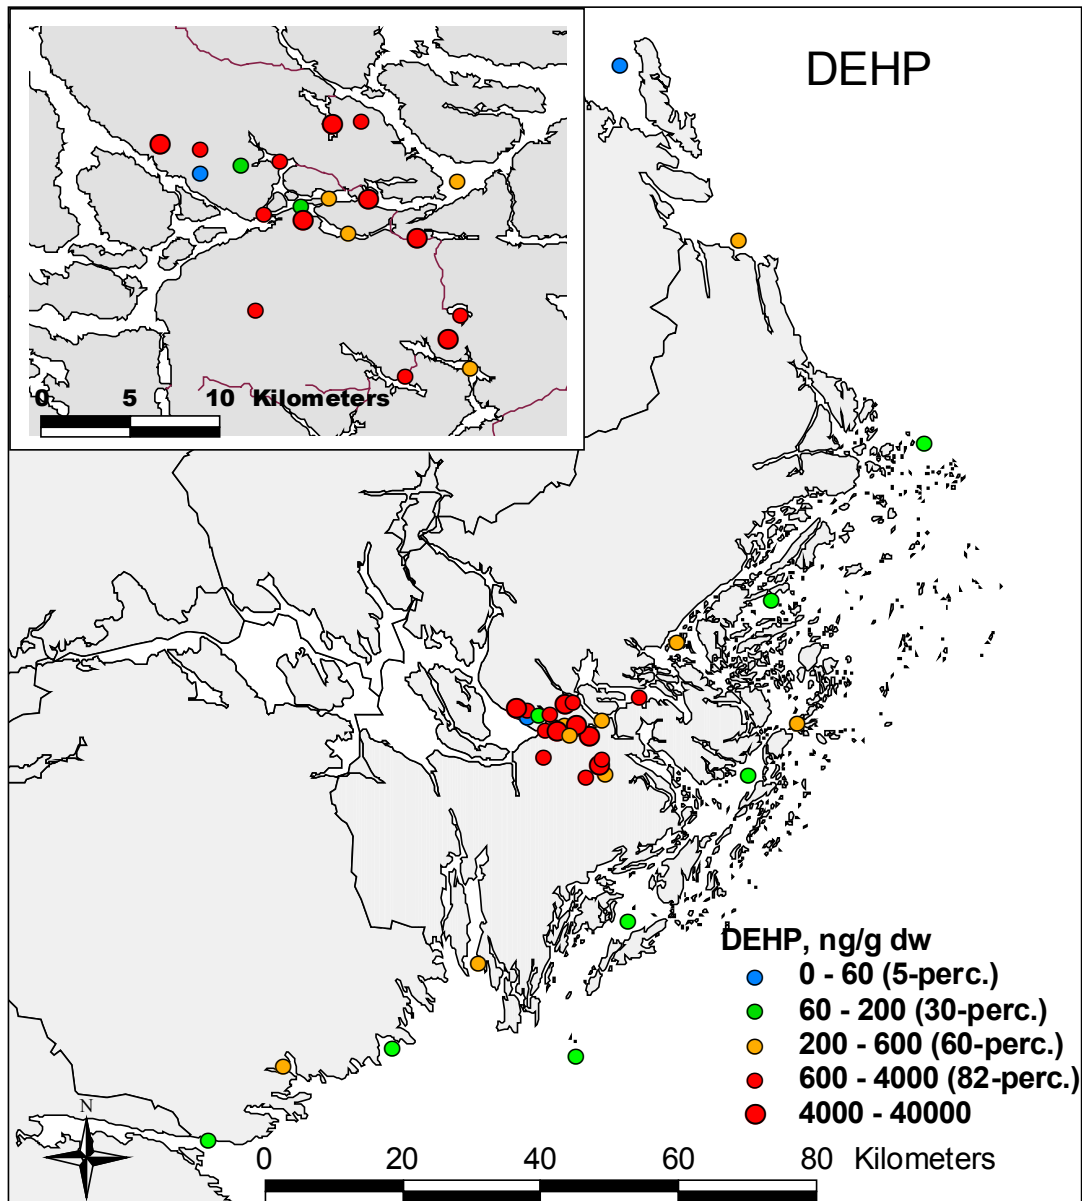 DEHP
0 5 10 Kilometers
DEHP, ng/g dw
0 - 60 (5-perc.)
60 - 200 (30-perc.)
200 - 600 (60-perc.)
600 - 4000 (82-perc.)
4000 - 40000
N
0 20 40 60 80 Kilometers